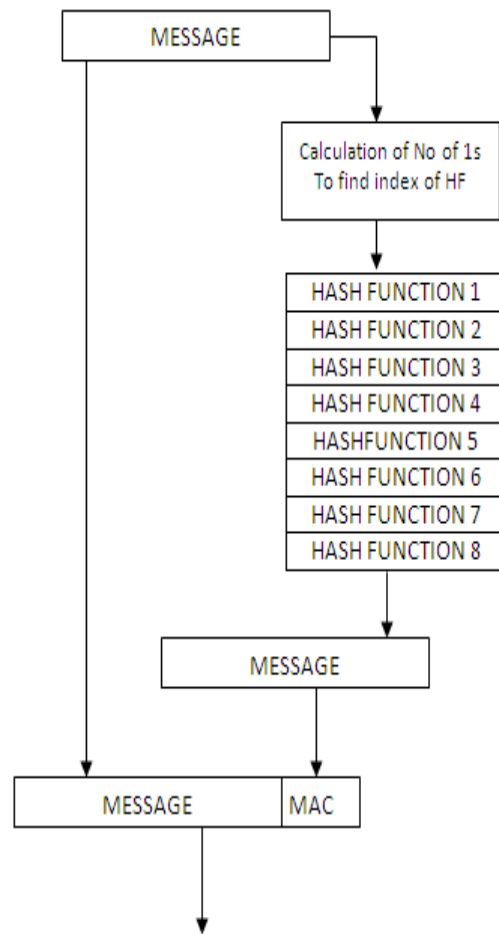 MESSAGE
Calculation of No of 1s
To find index of HF
HASH FUNCTION 1
HASH FUNCTION 2
HASH FUNCTION 3
HASH FUNCTION 4
HASHFUNCTION 5
HASH FUNCTION 6
HASH FUNCTION 7
HASH FUNCTION 8
MESSAGE
MESSAGE MAC